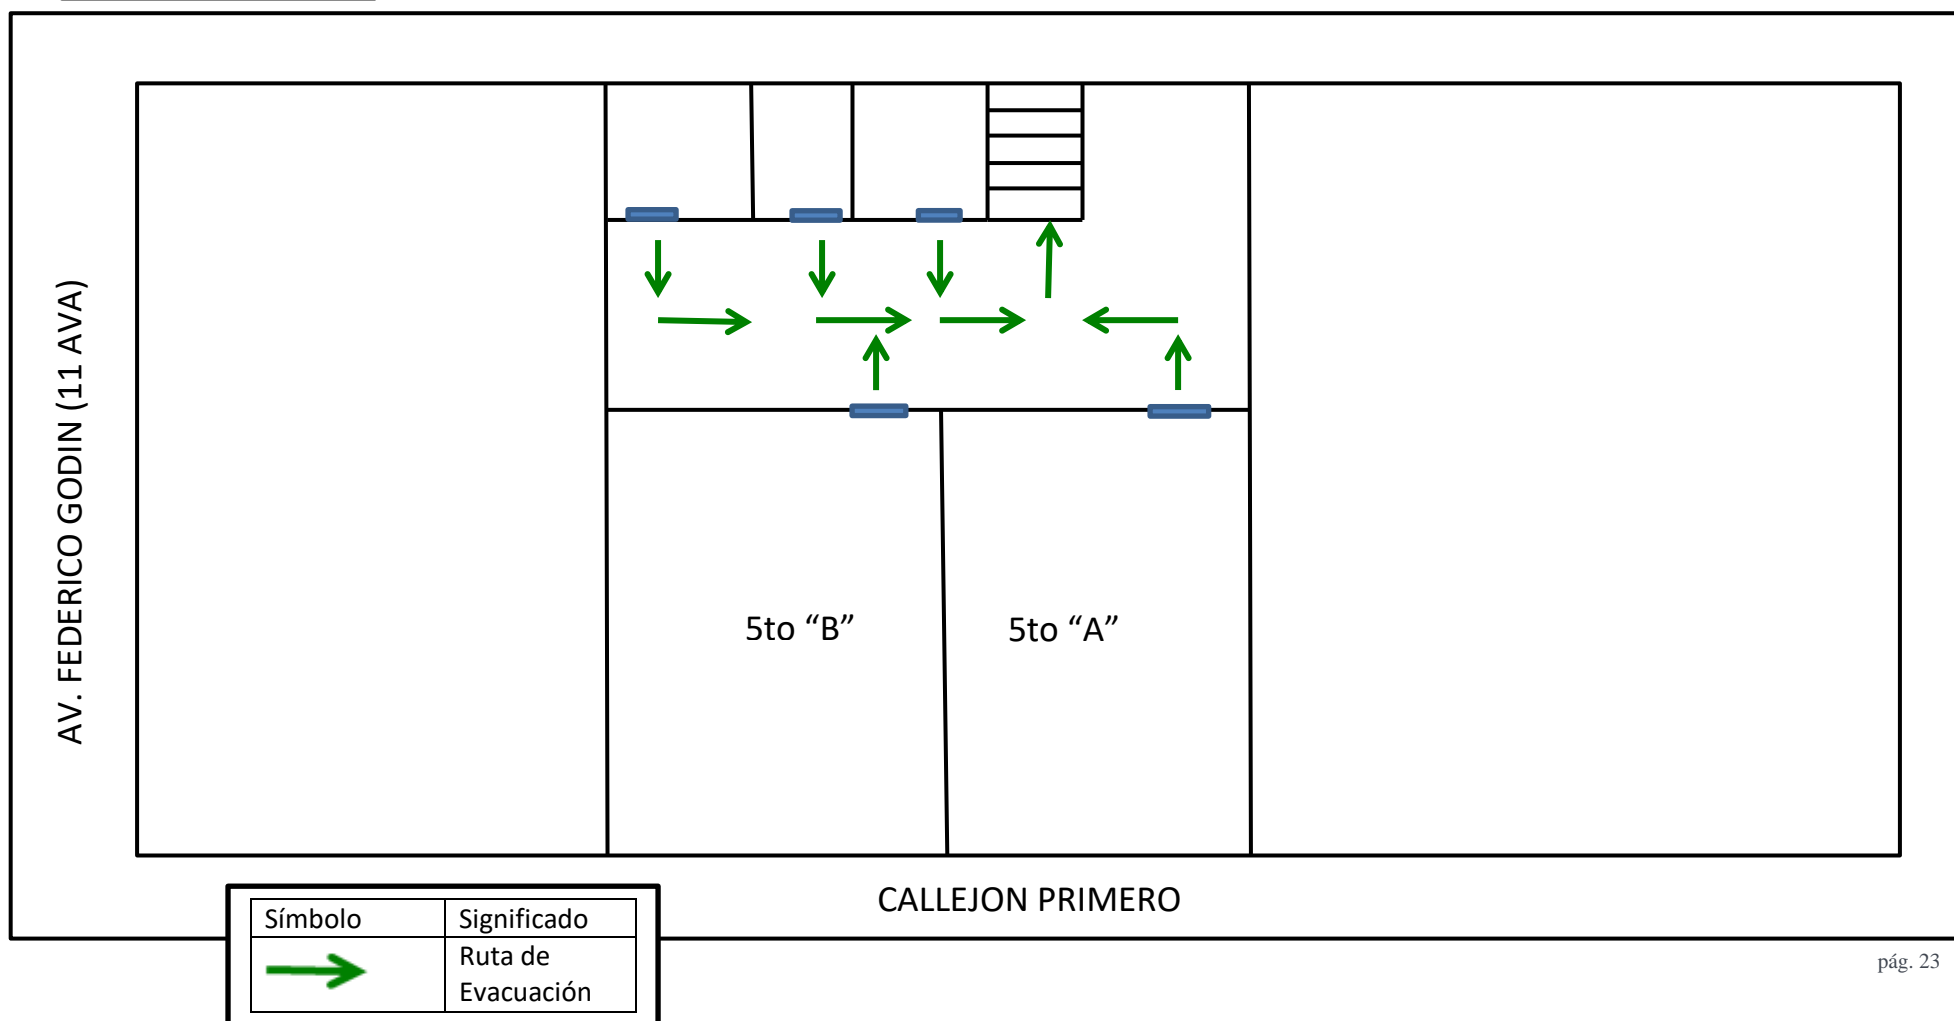 AV. FEDERICO GODIN (11 AVA)
5to “B”
5to “A”
CALLEJON PRIMERO
Símbolo
Significado
Ruta de
Evacuación
pág. 23